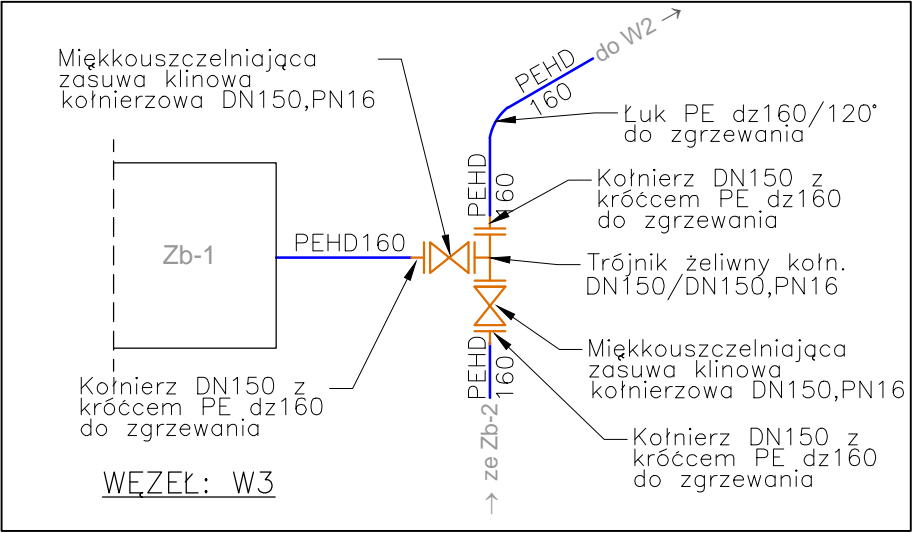 Miękkouszczelniająca
zasuwa klinowa
kołnierzowa DN150,PN16
do W2 →
PEHD
160
Łuk PE dz160/120°
do zgrzewania
PEHD
160
Kołnierz DN150 z
króćcem PE dz160
do zgrzewania
Zb-1
PEHD160
Trójnik żeliwny kołn.
DN150/DN150,PN16
Miękkouszczelniająca
zasuwa klinowa
kołnierzowa DN150,PN16
PEHD
160
Kołnierz DN150 z
króćcem PE dz160
do zgrzewania
→ ze Zb-2
Kołnierz DN150 z
króćcem PE dz160
do zgrzewania
WĘZEŁ: W3